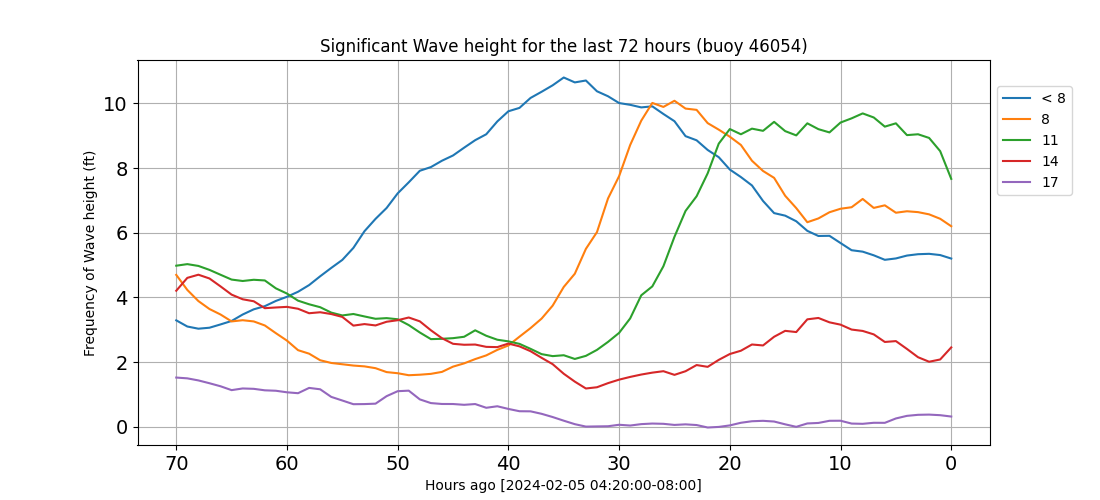 Significant Wave height for the last 72 hours (buoy 46054)
Frequency of Wave height (ft)
10
8
6
4
2
0
70 60 50 40 30 20 10 0
Hours ago [2024-02-05 04:20:00-08:00]
< 8
8
11
14
17